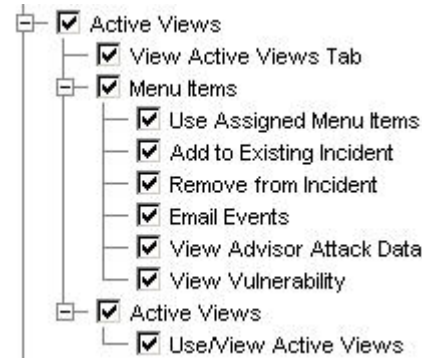 Active Views
View Active Views Tab
Menu Items
Use Assigned Menu Items
Add to Existing Incident
Remove from Incident
Email Events
View Advisor Attack Data
View Vulnerability
Active Views
Use/View Active Views